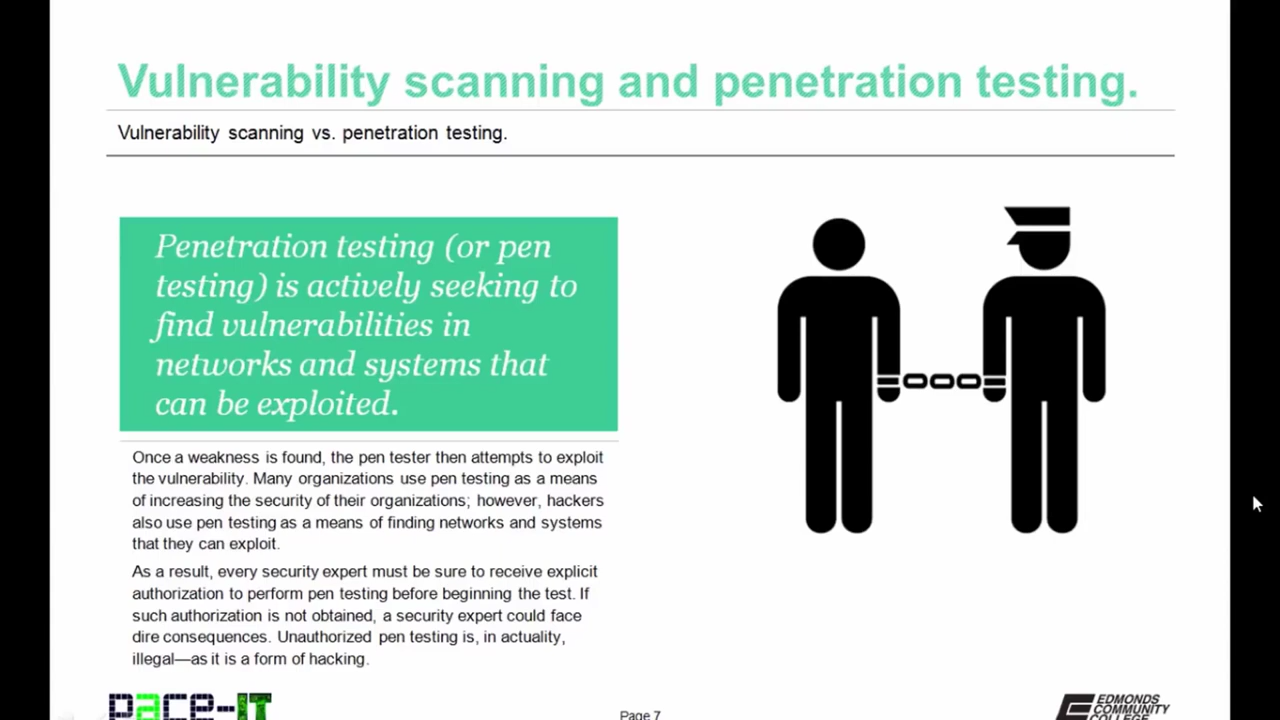 Vulnerability scanning and penetration testing.
Vulnerability scanning vs. penetration testing.
Penetration testing (or pen
testing) is actively seeking to
find vulnerabilities in
networks and systems that
can be exploited.
Once a weakness is found, the pen tester then attempts to exploit
the vulnerability. Many organizations use pen testing as a means
of increasing the security of their organizations; however, hackers
also use pen testing as a means of finding networks and systems
that they can exploit.
As a result, every security expert must be sure to receive explicit
authorization to perform pen testing before beginning the test. If
such authorization is not obtained, a security expert could face
dire consequences. Unauthorized pen testing is, in actuality,
illegal—as it is a form of hacking.
pace-IT
Page 7
EDMONDS
COMMUNITY
COLLEGE